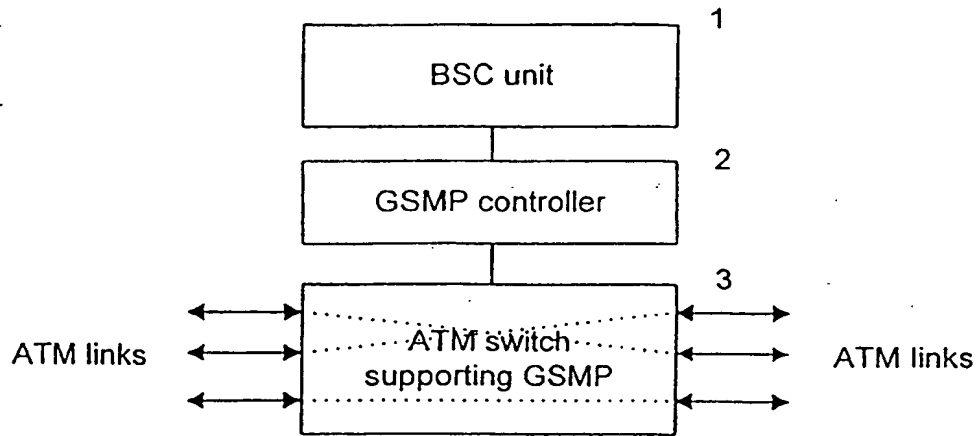 1
BSC unit
2
GSMP controller
3
ATM links
ATM switch
supporting GSMP
ATM links